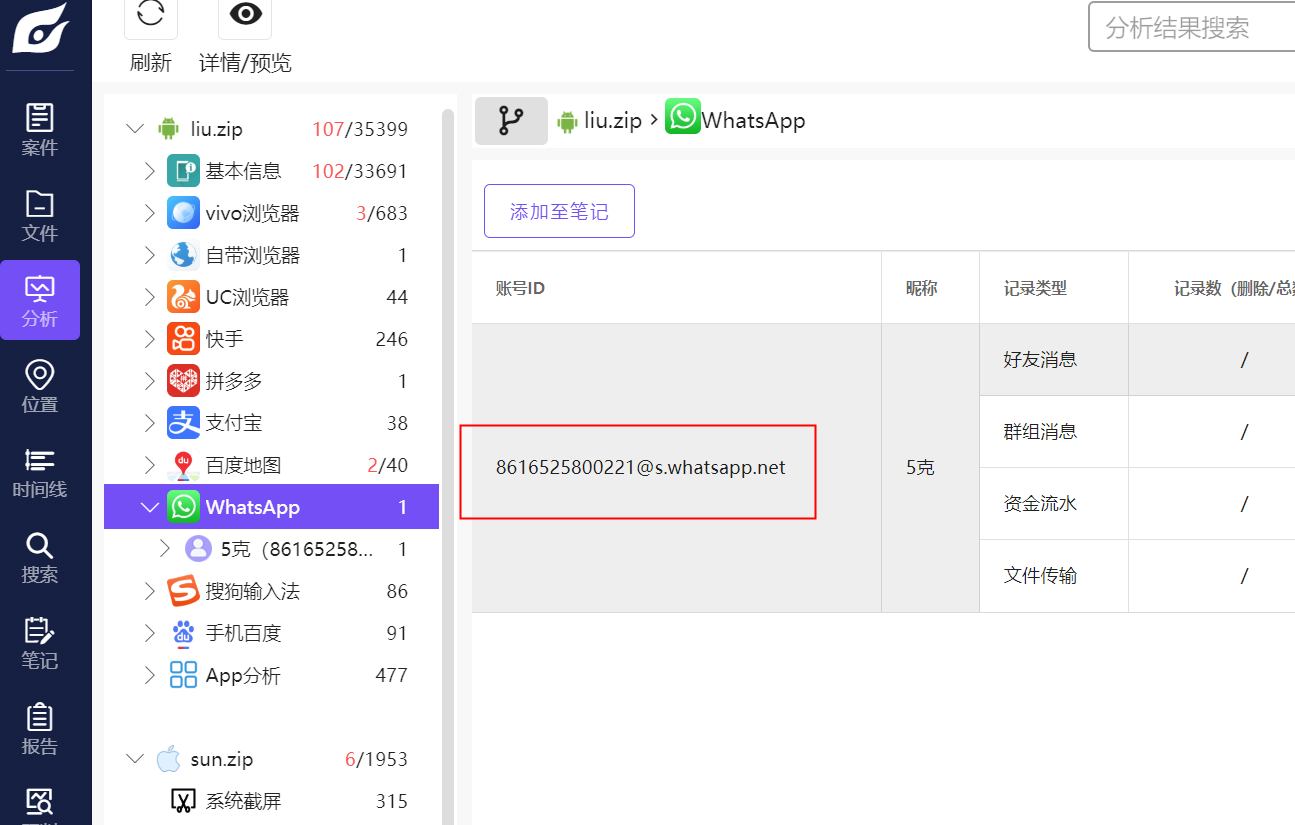 刷新
详情/预览
分析结果搜索
案件
文件
分析
位置
时间线
搜索
笔记
报告
liu.zip 107/35399
基本信息 102/33691
vivo浏览器 3/683
自带浏览器 1
UC浏览器 44
快手 246
拼多多 1
支付宝 38
百度地图 2/40
WhatsApp 1
5克（86165258... 1
搜狗输入法 86
手机百度 91
App分析 477
sun.zip 6/1953
系统截屏 315
liu.zip > WhatsApp
添加至笔记
账号ID 昵称 记录类型 记录数（删除/总
8616525800221@s.whatsapp.net 5克
好友消息 /
群组消息 /
资金流水 /
文件传输 /